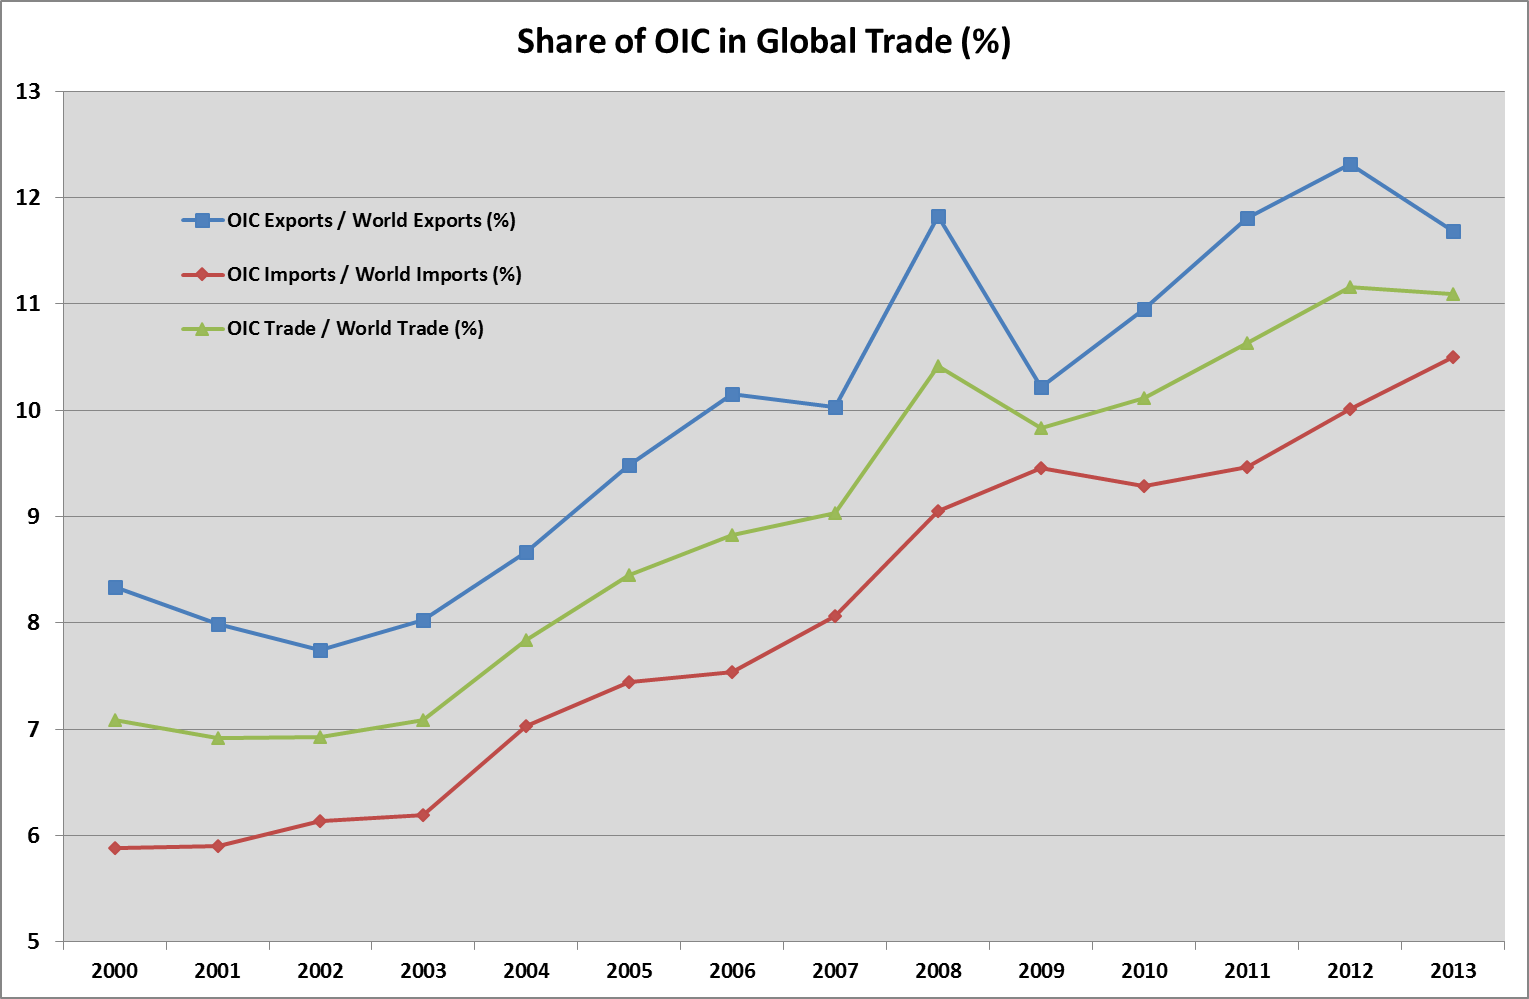 Share of OIC in Global Trade (%)
13
12
11
10
9
8
7
6
5
OIC Exports / World Exports (%)
OIC Imports / World Imports (%)
OIC Trade / World Trade (%)
2000 2001 2002 2003 2004 2005 2006 2007 2008 2009 2010 2011 2012 2013